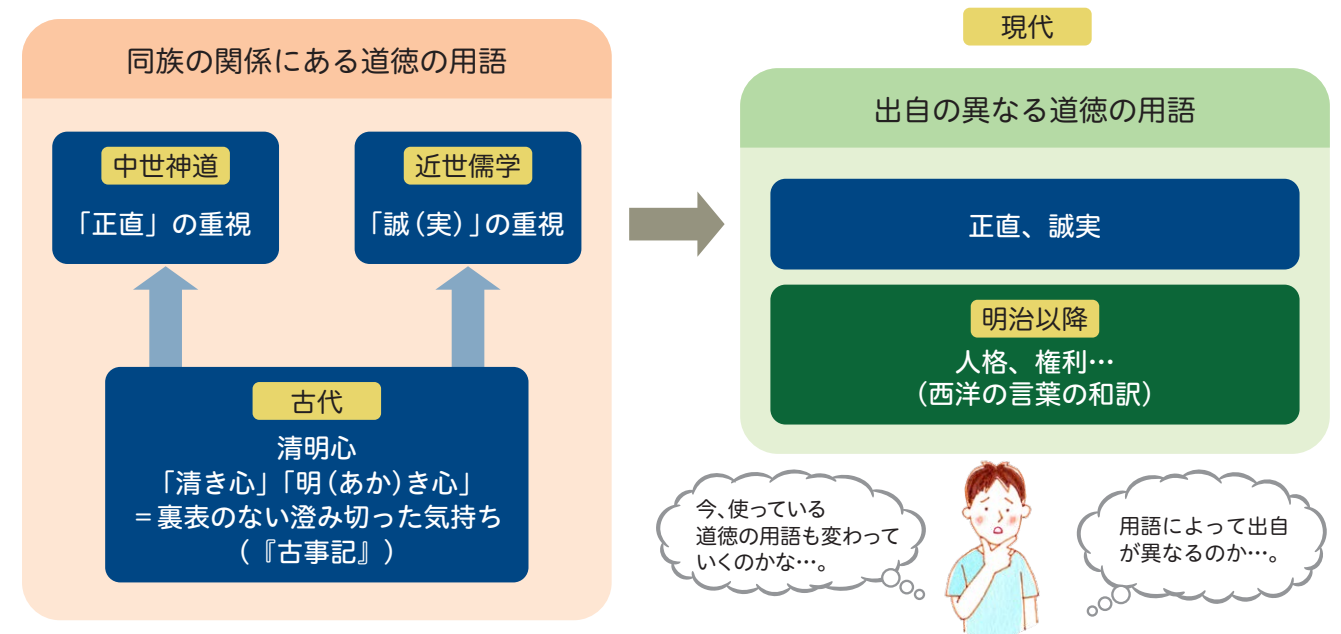 同族の関係にある道徳の用語
中世神道
「正直」の重視
近世儒学
「誠(実)」の重視
古代
清明心
「清き心」「明(あか)き心」
=裏表のない澄み切った気持ち
(『古事記』)
現代
出自の異なる道徳の用語
正直、誠実
明治以降
人格、権利…
(西洋の言葉の和訳)
今、使っている
道徳の用語も変わって
いくのかな…。
用語によって出自
が異なるのか…。